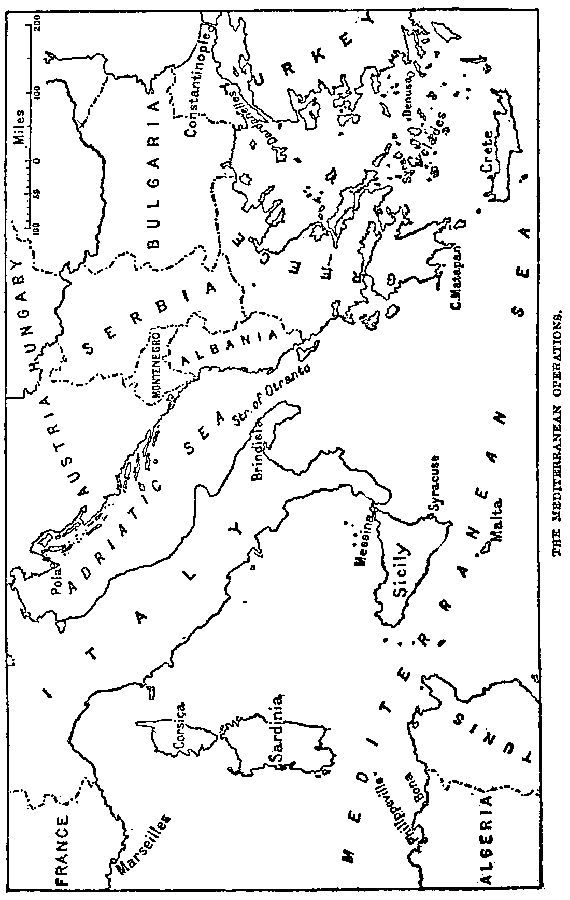 FRANCE
Marseilles
ITALY
Corsica
Sardinia
Pola
AUSTRIA HUNGARY
ADRIATIC SEA
MONTENEGRO
SERBIA
ALBANIA
BULGARIA
Miles
100 50 0 100 200
Constantinople
Dardanelles
TURKEY
GREECE
Str. of Otranto
Brindisi
Messina
Sicily
Syracuse
Malta
C. Matapan
Syra
Cyclades
Denusa
Crete
MEDITERRANEAN SEA
Philippeville
Bona
ALGERIA
TUNIS
THE MEDITERRANEAN OPERATIONS.